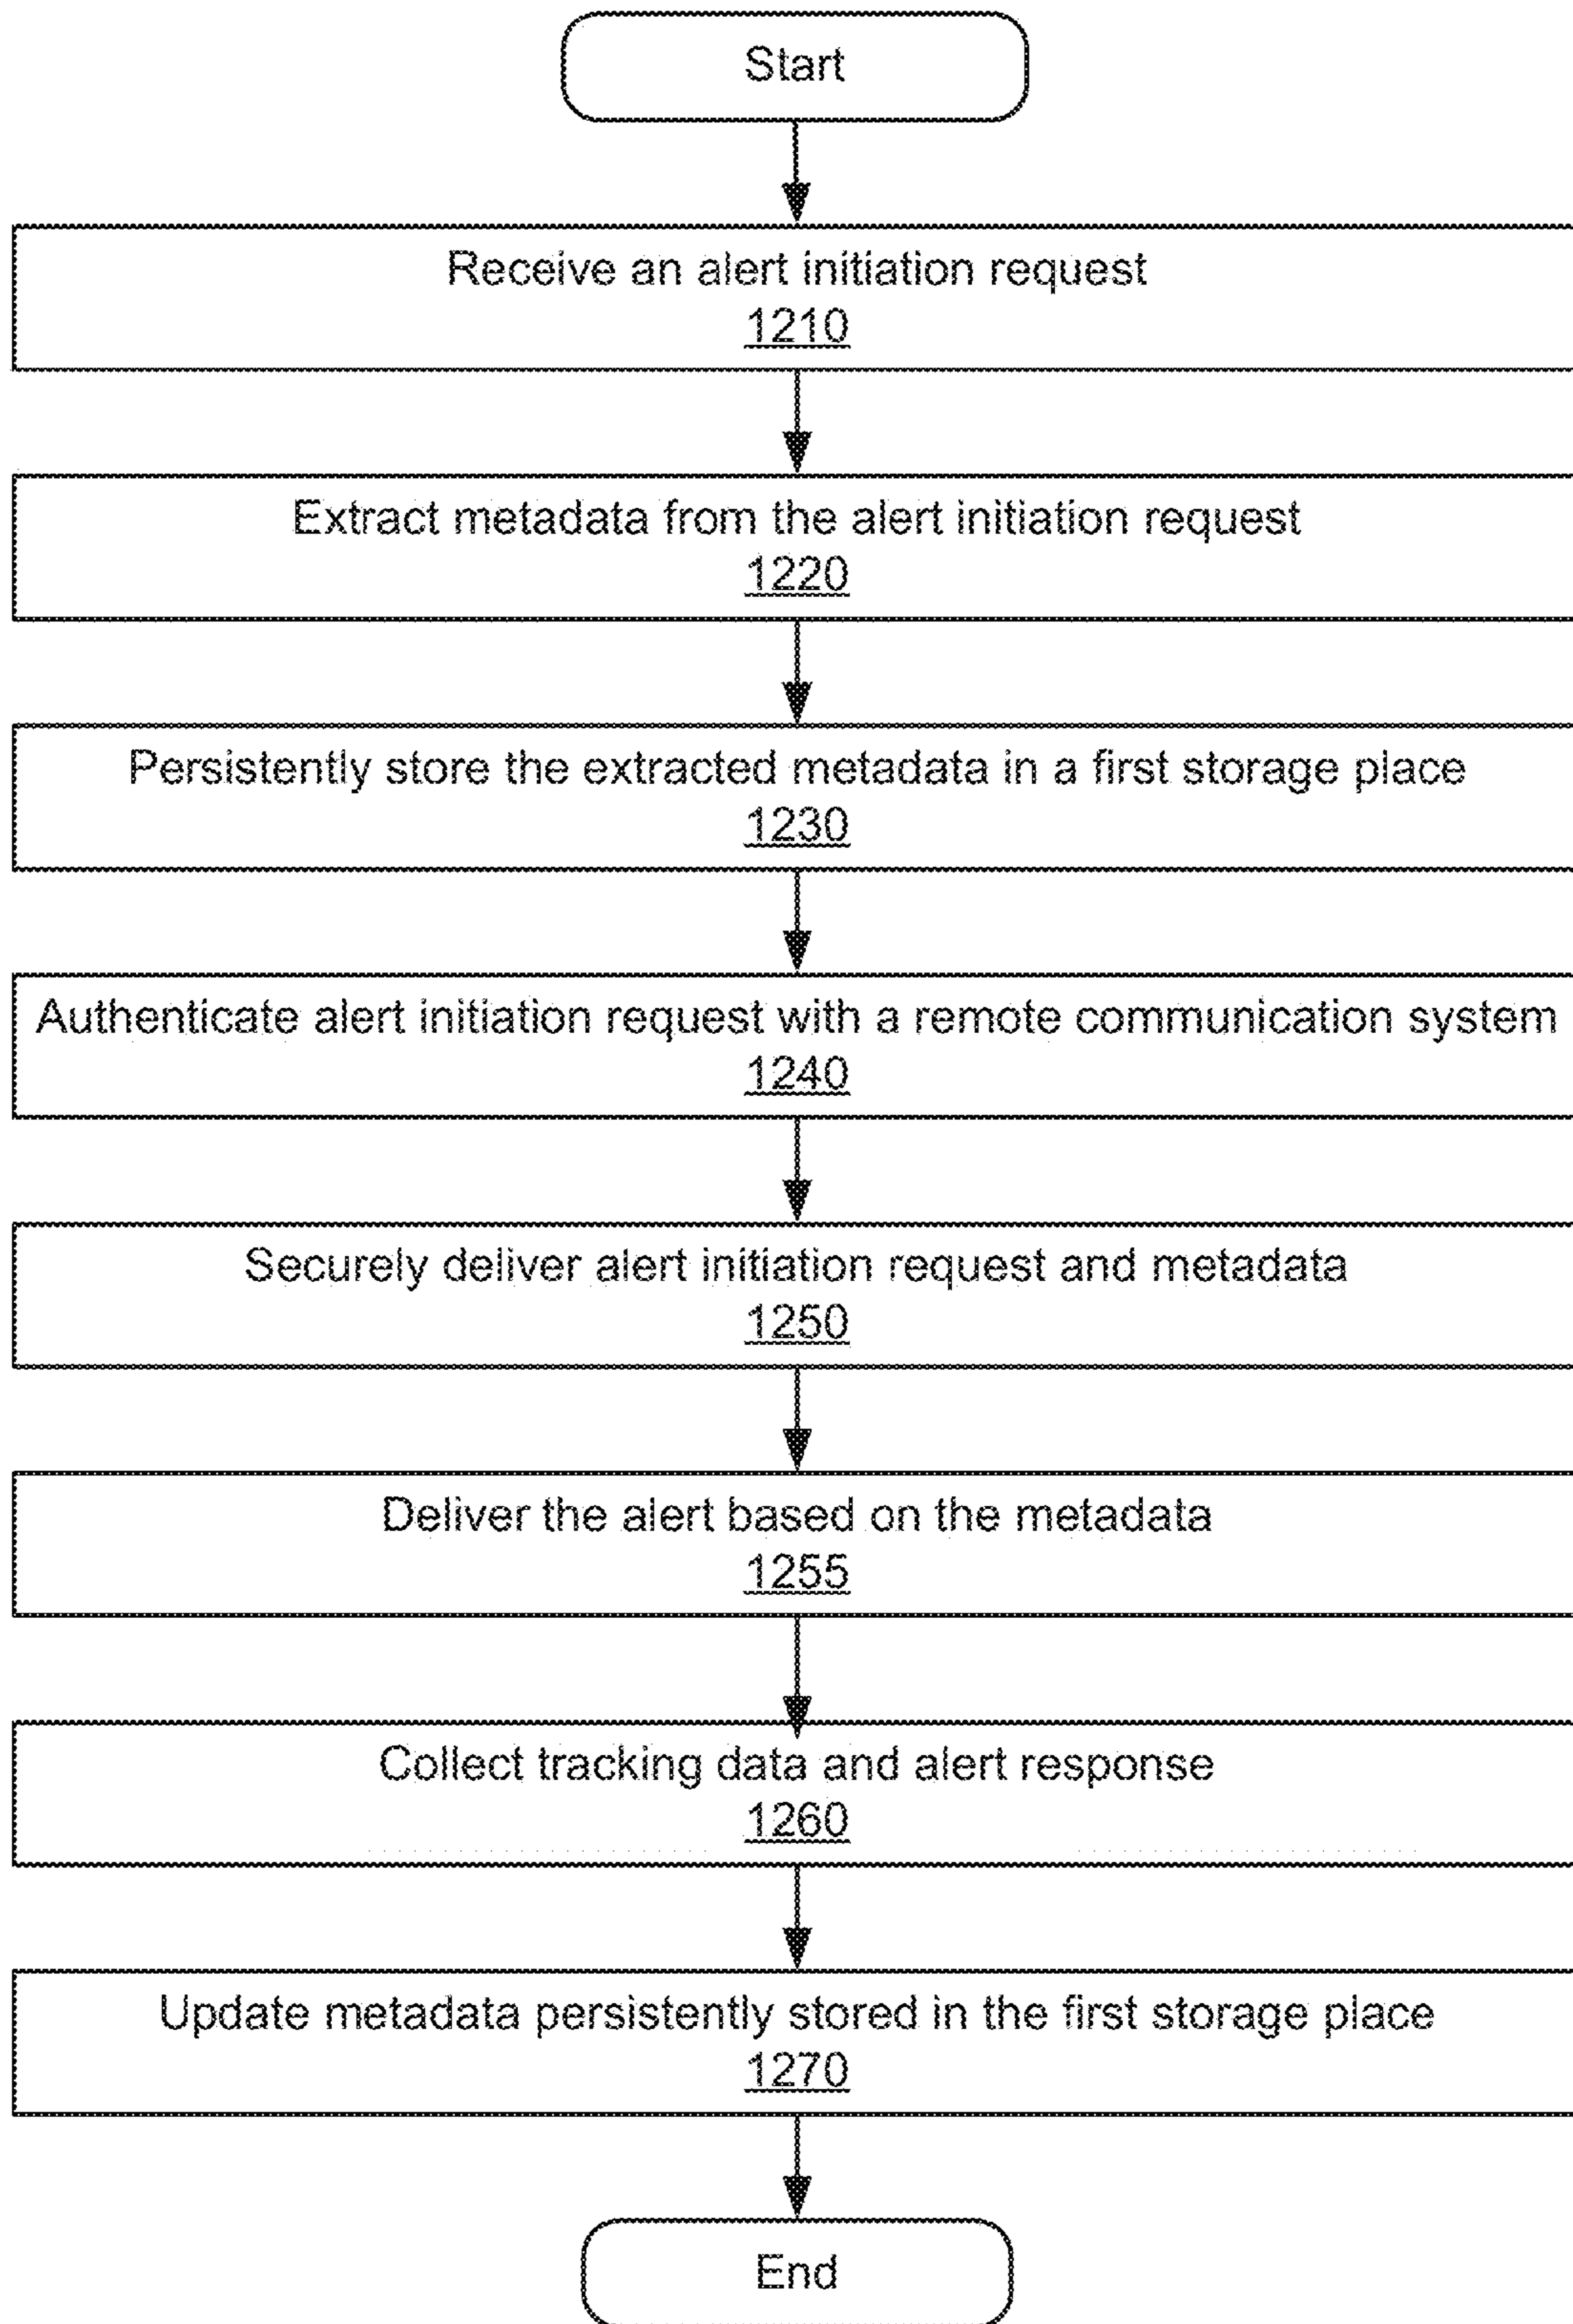 Start
Receive an alert initiation request
1210
Extract metadata from the alert initiation request
1220
Persistently store the extracted metadata in a first storage place
1230
Authenticate alert initiation request with a remote communication system
1240
Securely deliver alert initiation request and metadata
1250
Deliver the alert based on the metadata
1255
Collect tracking data and alert response
1260
Update metadata persistently stored in the first storage place
1270
End